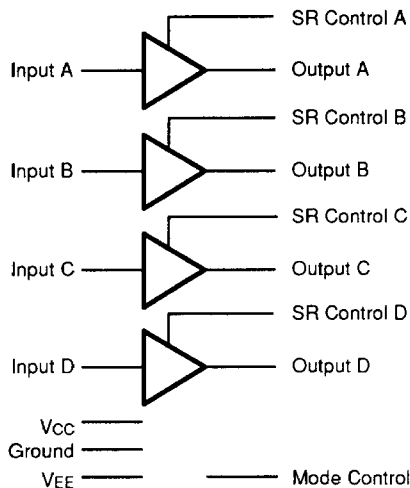 SR Control A
Input A Output A
SR Control B
Input B Output B
SR Control C
Input C Output C
SR Control D
Input D Output D
VCC
Ground
VEE Mode Control